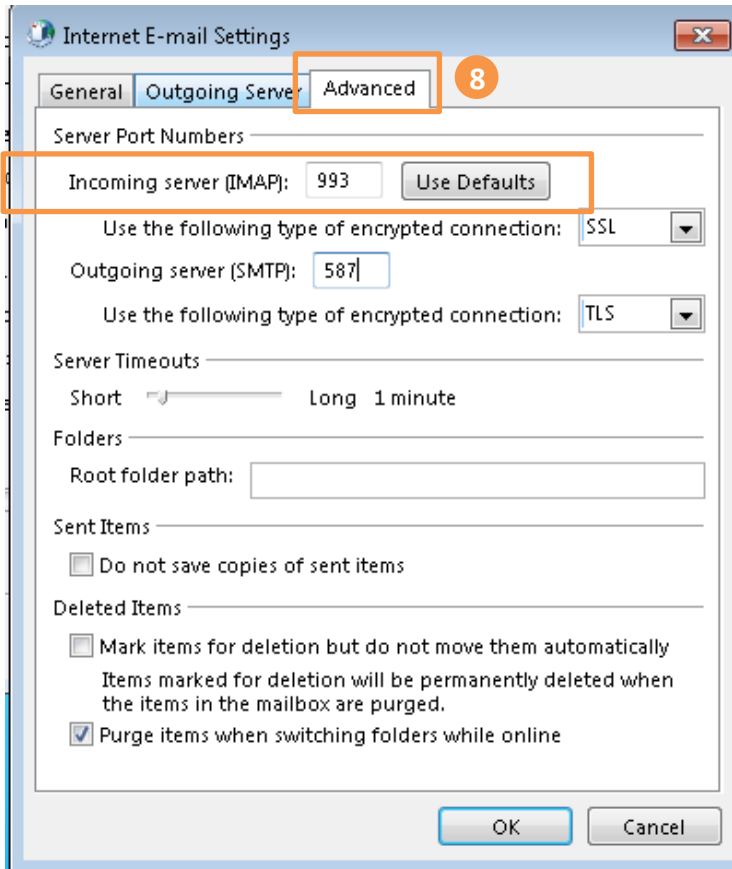 Internet E-mail Settings
General Outgoing Server Advanced 8
Server Port Numbers
Incoming server (IMAP): 993 Use Defaults
Use the following type of encrypted connection: SSL
Outgoing server (SMTP): 587
Use the following type of encrypted connection: TLS
Server Timeouts
Short Long 1 minute
Folders
Root folder path:
Sent Items
Do not save copies of sent items
Deleted Items
Mark items for deletion but do not move them automatically
Items marked for deletion will be permanently deleted when
the items in the mailbox are purged.
Purge items when switching folders while online
OK Cancel